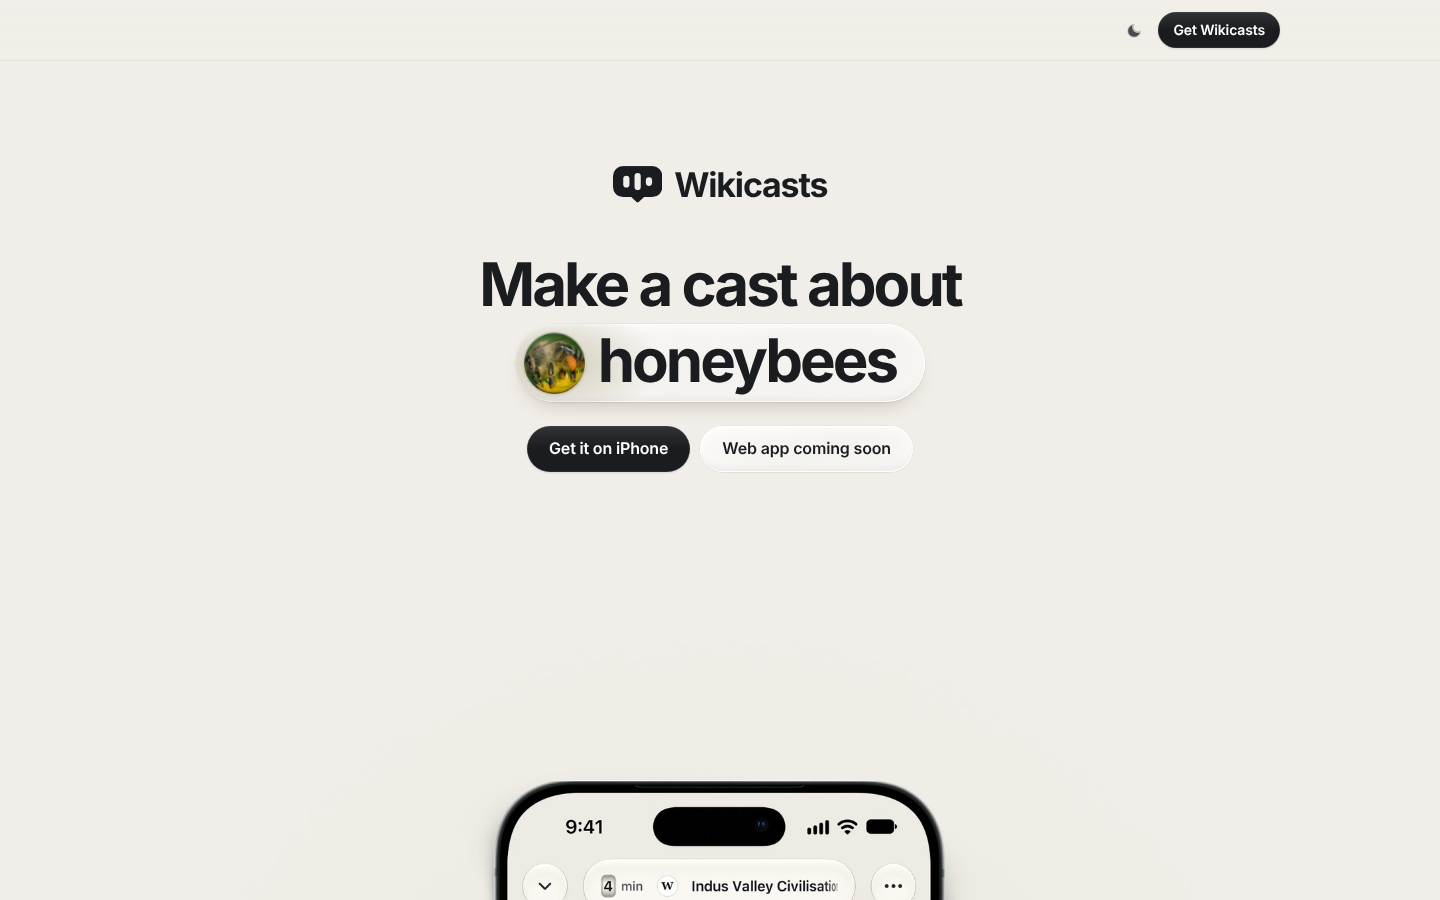 Get Wikicasts
Wikicasts
Make a cast about
honeybees
Get it on iPhone
Web app coming soon
9:41
4 min W Indus Valley Civilisatio